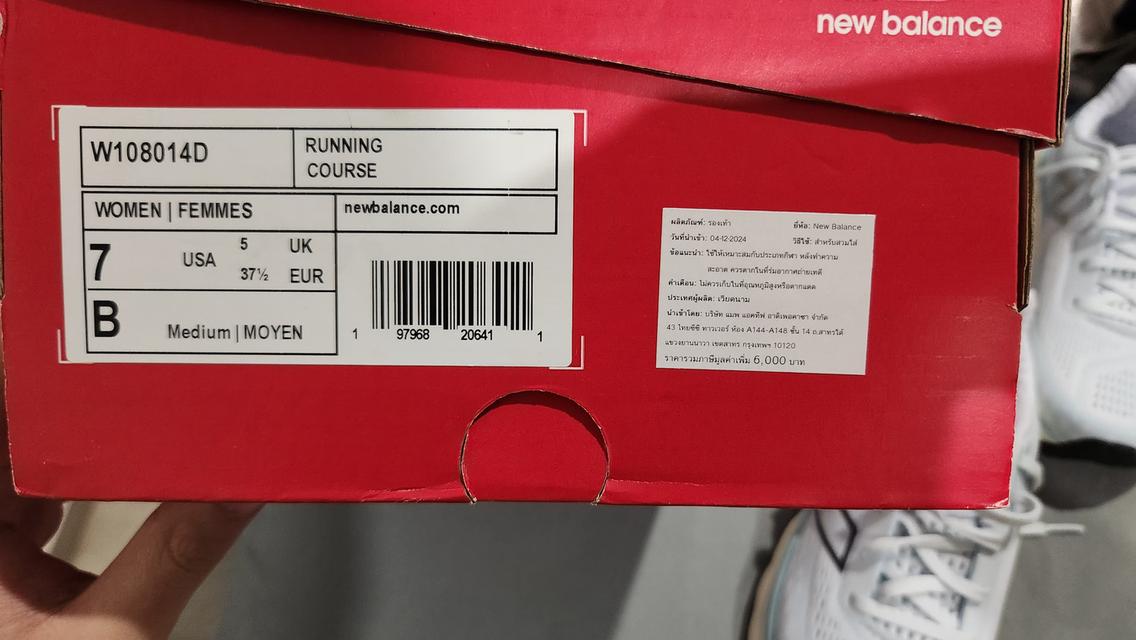 new balance
W108014D
RUNNING
COURSE
WOMEN | FEMMES
newbalance.com
7 USA 5 UK
37½ EUR
B Medium | MOYEN
1 97968 20641 1
ผลิตภัณฑ์: รองเท้า ยี่ห้อ: New Balance
วันที่นำเข้า: 04-12-2024 วิธีใช้: สำหรับสวมใส่
ข้อแนะนำ: ใช้ให้เหมาะสมกับประเภทกีฬา หลังทำความ
สะอาด ควรตากในที่ร่มอากาศถ่ายเทดี
คำเตือน: ไม่ควรเก็บในที่อุณหภูมิสูงหรือตากแดด
ประเทศผู้ผลิต: เวียดนาม
นำเข้าโดย: บริษัท แมพ แอคทีฟ อาดิเพอคาซา จำกัด
43 ไทยซีซี ทาวเวอร์ ห้อง A144-A148 ชั้น 14 ถ.สาทรใต้
แขวงยานนาวา เขตสาทร กรุงเทพฯ 10120
ราคารวมภาษีมูลค่าเพิ่ม 6,000 บาท